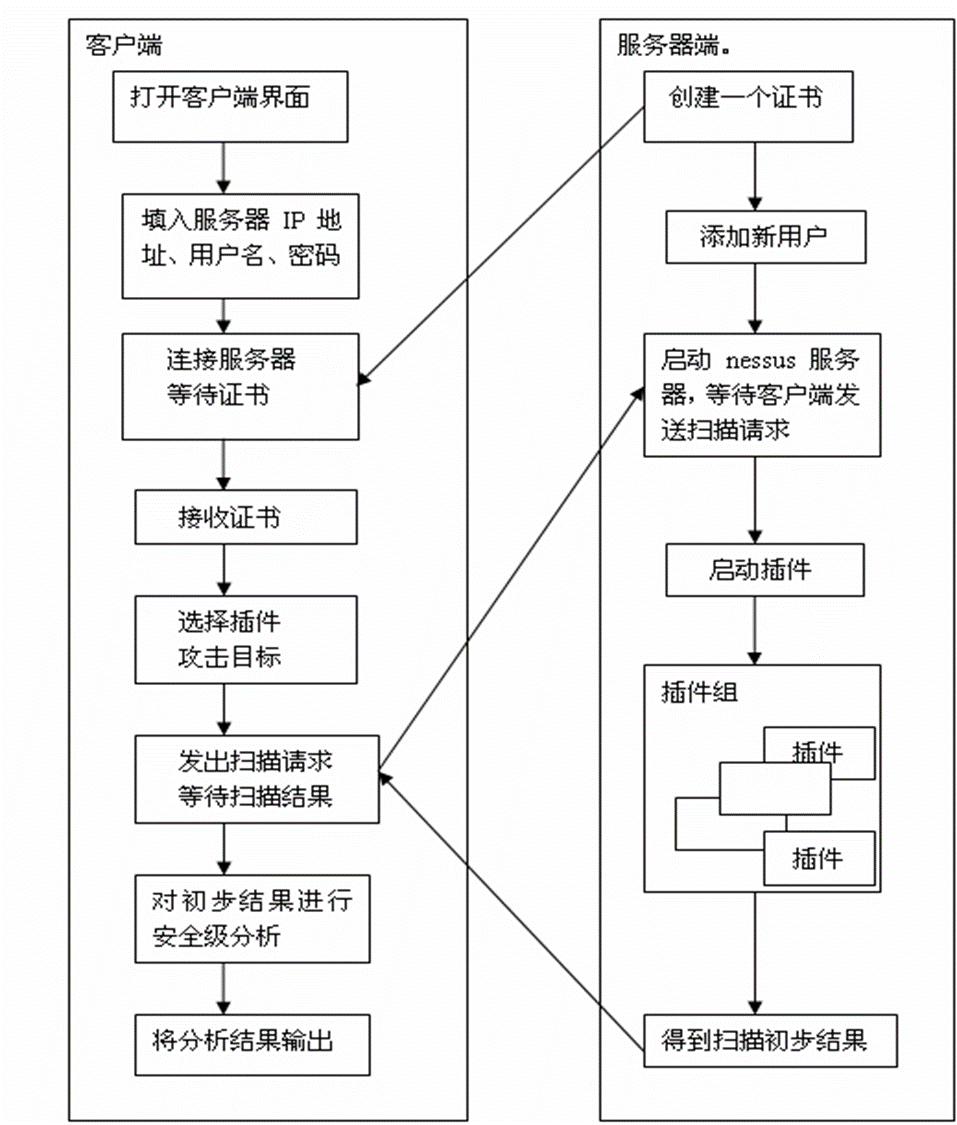 客户端
打开客户端界面
填入服务器 IP 地
址、用户名、密码
连接服务器
等待证书
接收证书
选择插件
攻击目标
发出扫描请求
等待扫描结果
对初步结果进行
安全级分析
将分析结果输出
服务器端。
创建一个证书
添加新用户
启动 nessus 服务
器，等待客户端发
送扫描请求
启动插件
插件组
插件
插件
得到扫描初步结果